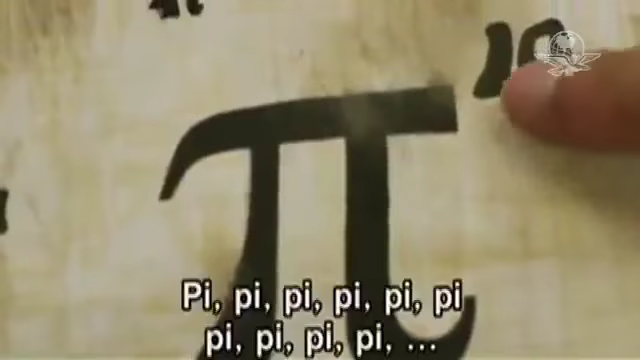 π
Pi, pi, pi, pi, pi, pi
pi, pi, pi, pi, ...